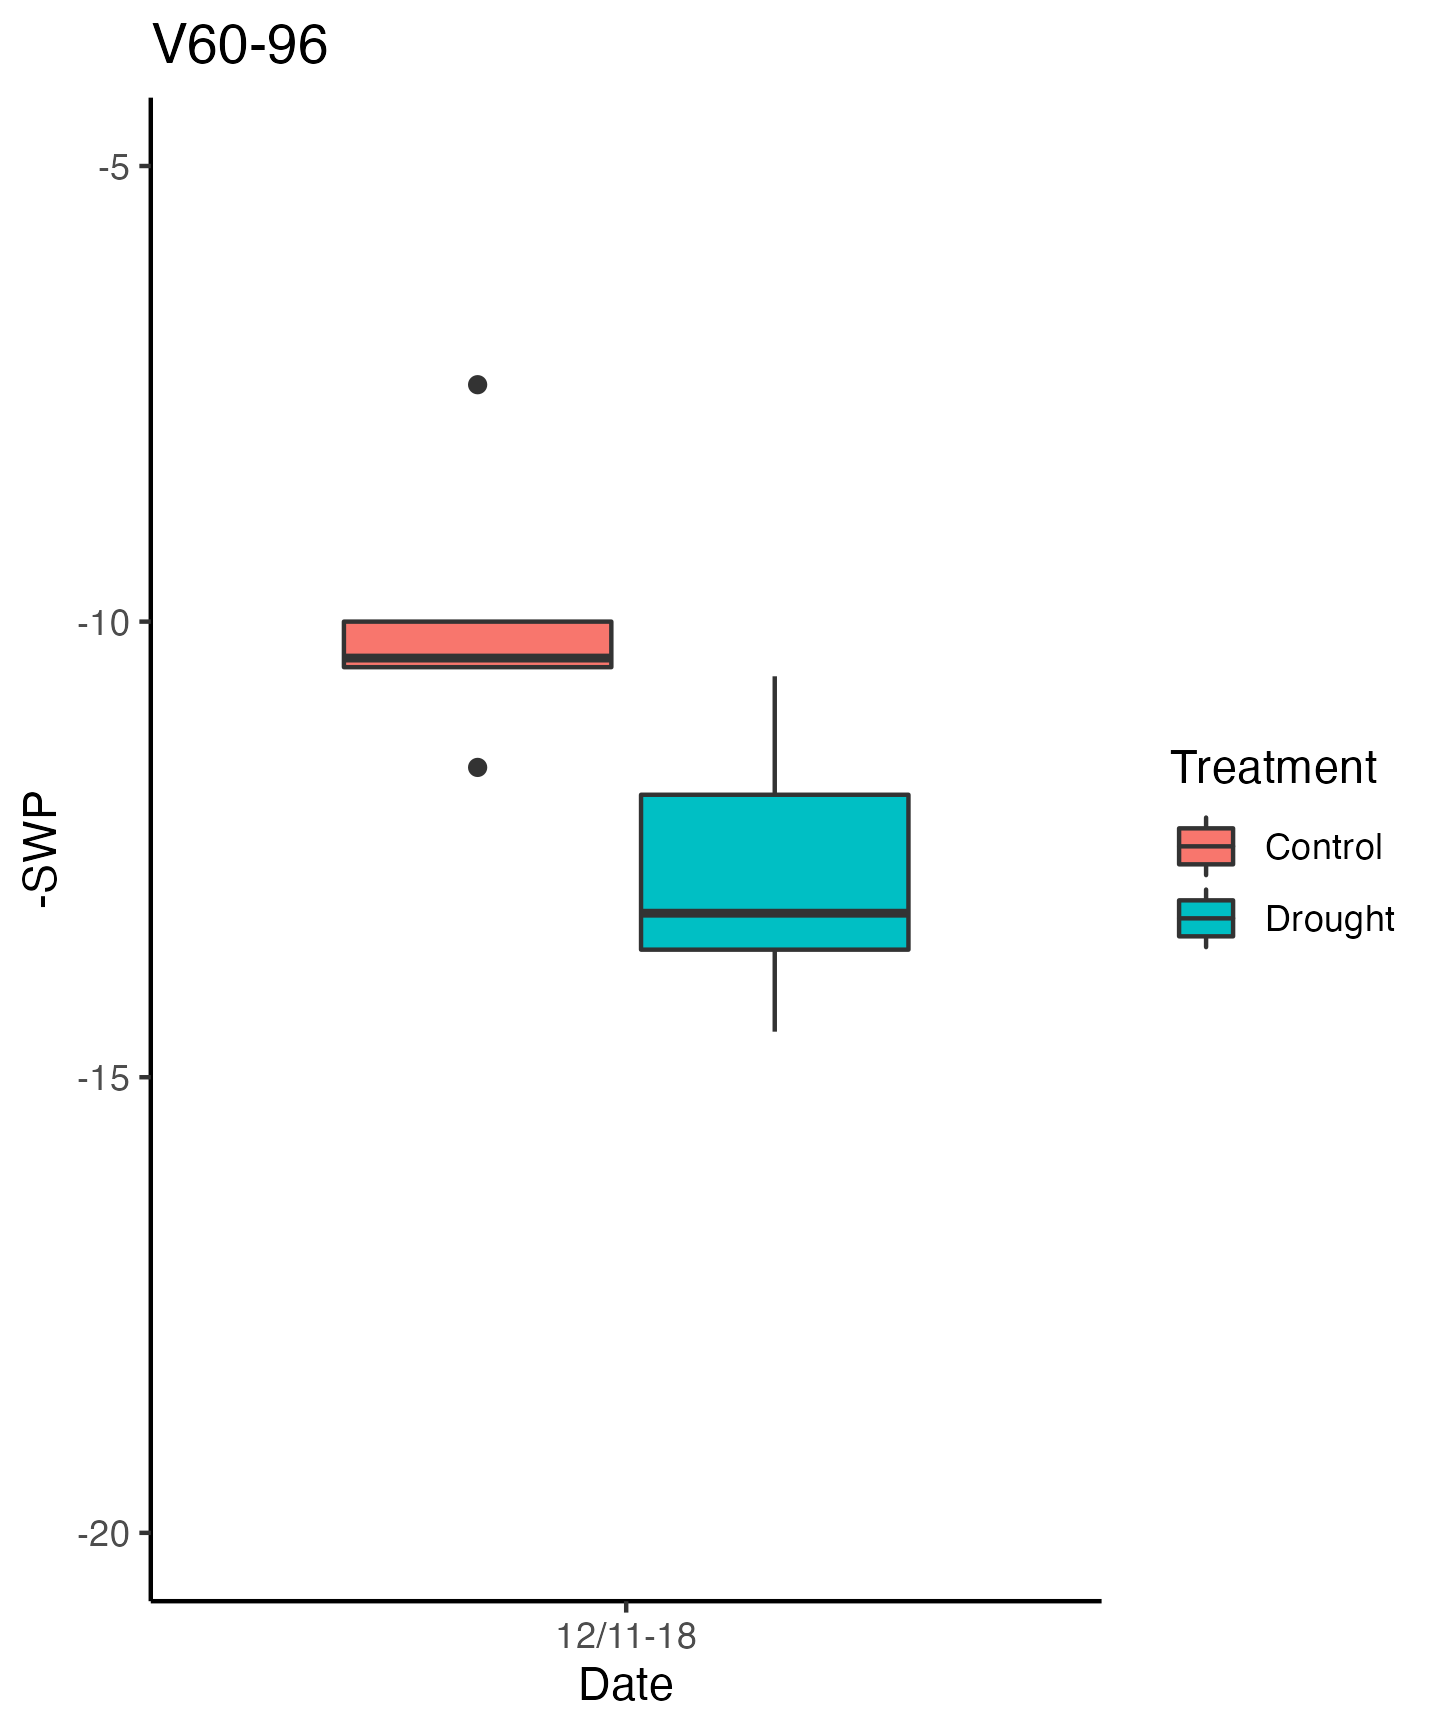 V60-96
-5
-10
-15
-20
-SWP
12/11-18
Date
Treatment
Control
Drought